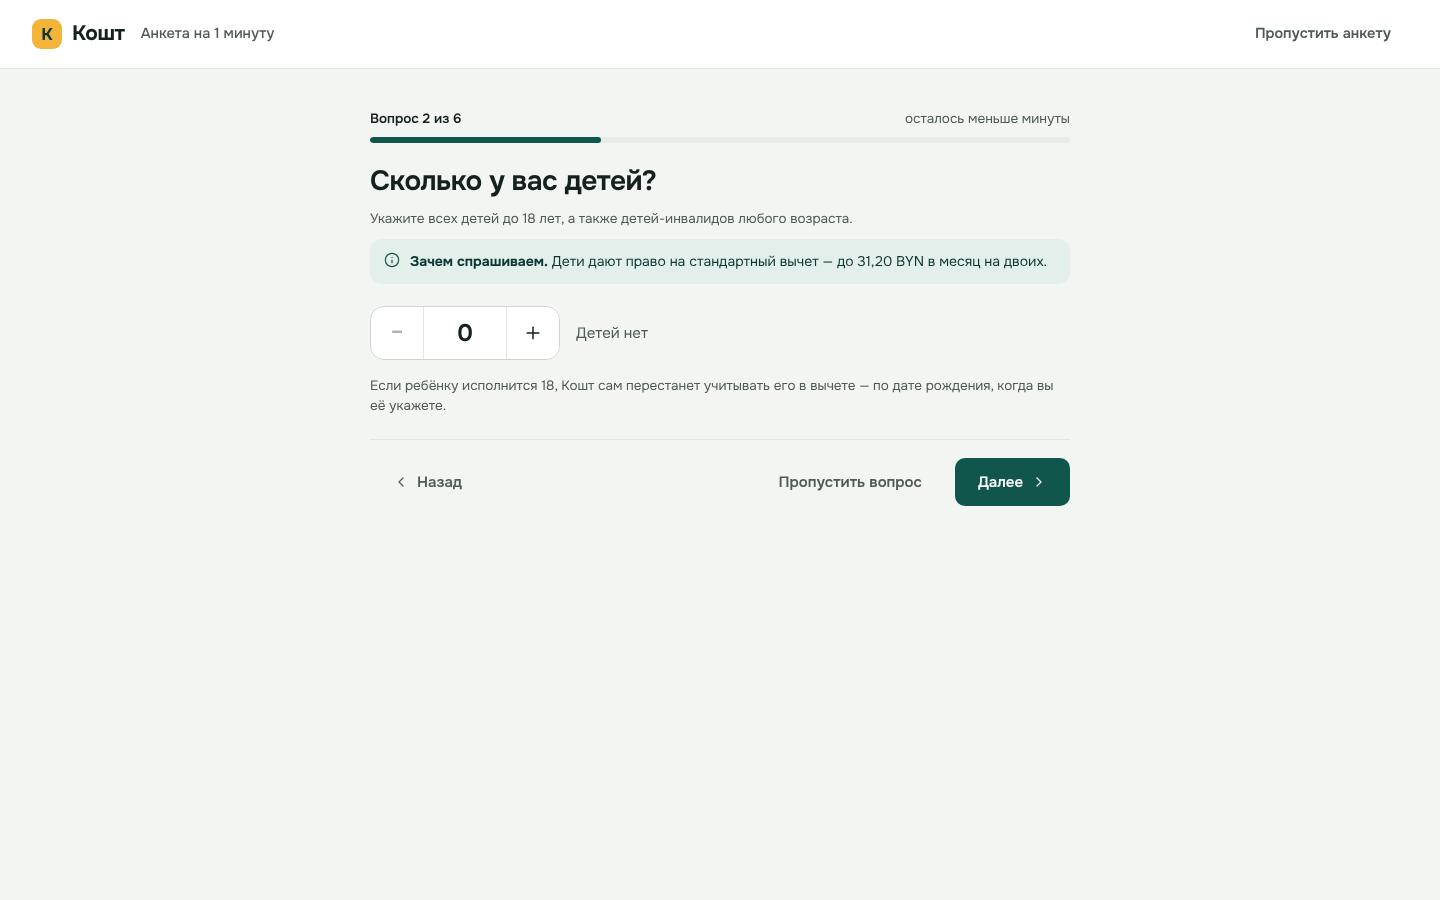 К Кошт Анкета на 1 минуту Пропустить анкету
Вопрос 2 из 6 осталось меньше минуты
Сколько у вас детей?
Укажите всех детей до 18 лет, а также детей-инвалидов любого возраста.
Зачем спрашиваем. Дети дают право на стандартный вычет — до 31,20 BYN в месяц на двоих.
− 0 + Детей нет
Если ребёнку исполнится 18, Кошт сам перестанет учитывать его в вычете — по дате рождения, когда вы
её укажете.
Назад Пропустить вопрос Далее